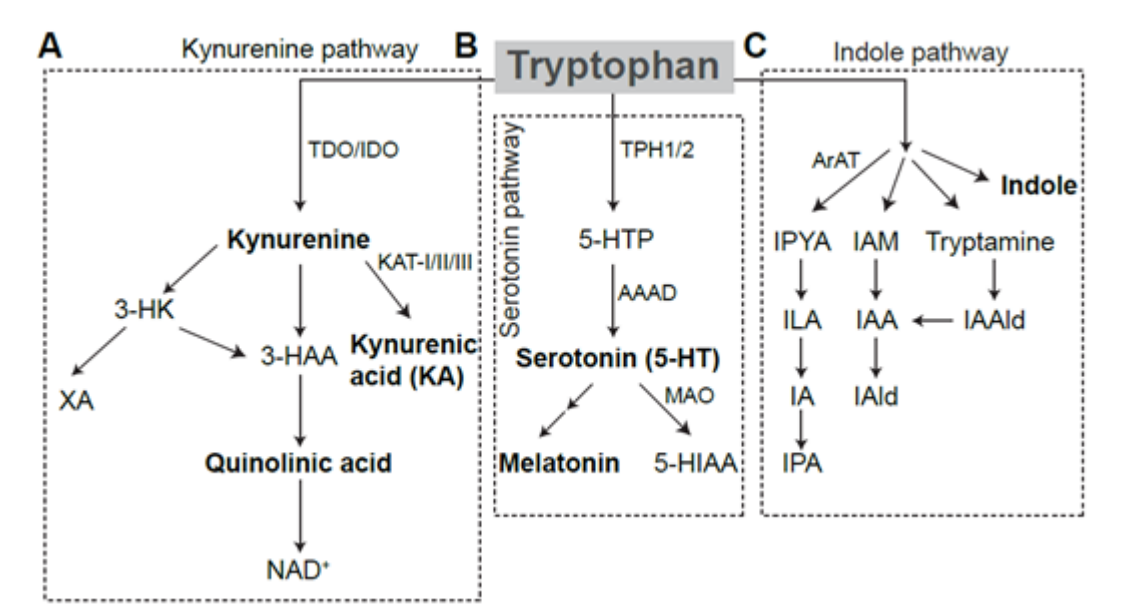 A
Kynurenine pathway
TDO/IDO
Kynurenine
KAT-I/II/III
3-HK
3-HAA
Kynurenic
acid (KA)
XA
Quinolinic acid
NAD⁺
B
Tryptophan
Serotonin pathway
TPH1/2
5-HTP
AAAD
Serotonin (5-HT)
MAO
Melatonin
5-HIAA
C
Indole pathway
ArAT
Indole
IPYA
IAM
Tryptamine
ILA
IAA
IAAld
IA
IAld
IPA